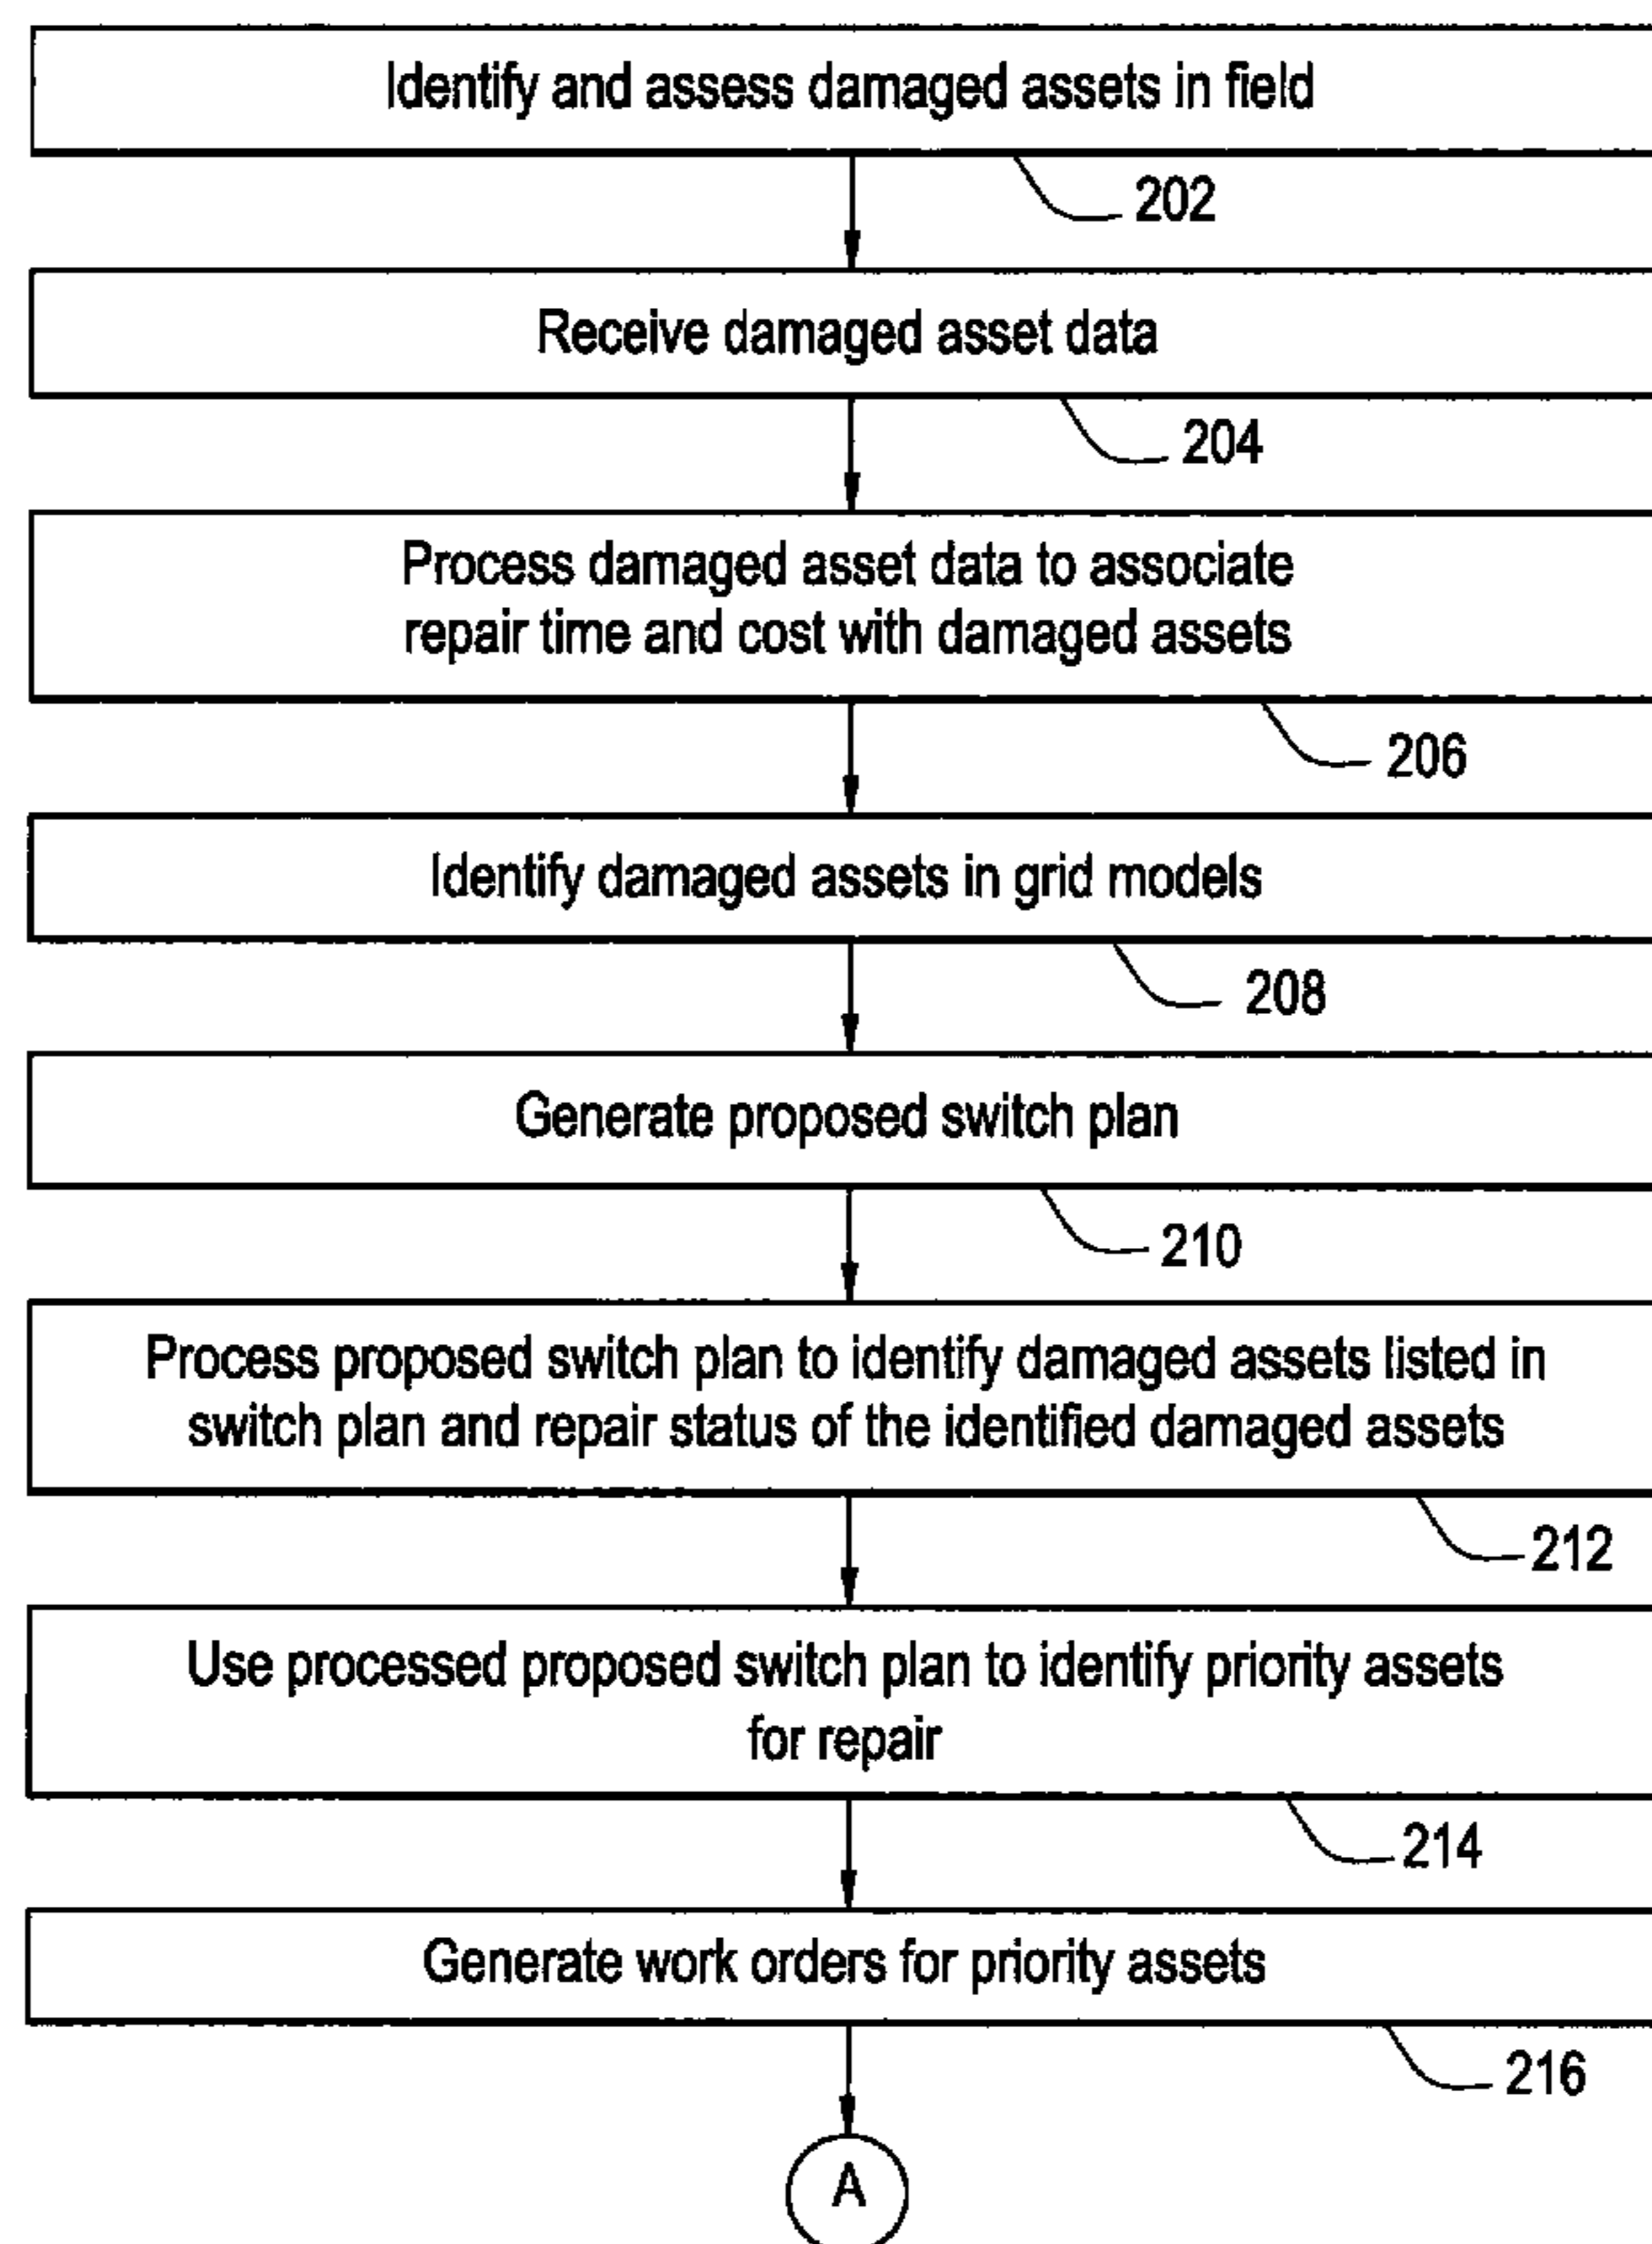 Identify and assess damaged assets in field
202
Receive damaged asset data
204
Process damaged asset data to associate
repair time and cost with damaged assets
206
Identify damaged assets in grid models
208
Generate proposed switch plan
210
Process proposed switch plan to identify damaged assets listed in
switch plan and repair status of the identified damaged assets
212
Use processed proposed switch plan to identify priority assets
for repair
214
Generate work orders for priority assets
216
A